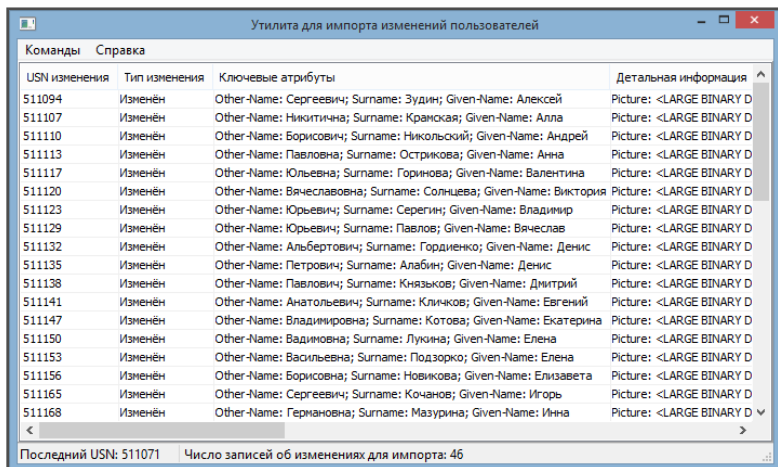 Утилита для импорта изменений пользователей
Команды Справка
USN изменения Тип изменения Ключевые атрибуты Детальная информация
511094 Изменён Other-Name: Сергеевич; Surname: Зудин; Given-Name: Алексей Picture: <LARGE BINARY D
511107 Изменён Other-Name: Никитична; Surname: Крамская; Given-Name: Алла Picture: <LARGE BINARY D
511110 Изменён Other-Name: Борисович; Surname: Никольский; Given-Name: Андрей Picture: <LARGE BINARY D
511113 Изменён Other-Name: Павловна; Surname: Острикова; Given-Name: Анна Picture: <LARGE BINARY D
511117 Изменён Other-Name: Юльевна; Surname: Горинова; Given-Name: Валентина Picture: <LARGE BINARY D
511120 Изменён Other-Name: Вячеславовна; Surname: Солнцева; Given-Name: Виктория Picture: <LARGE BINARY D
511123 Изменён Other-Name: Юрьевич; Surname: Серегин; Given-Name: Владимир Picture: <LARGE BINARY D
511129 Изменён Other-Name: Юрьевич; Surname: Павлов; Given-Name: Вячеслав Picture: <LARGE BINARY D
511132 Изменён Other-Name: Альбертович; Surname: Гордиенко; Given-Name: Денис Picture: <LARGE BINARY D
511135 Изменён Other-Name: Петрович; Surname: Алабин; Given-Name: Денис Picture: <LARGE BINARY D
511138 Изменён Other-Name: Павлович; Surname: Князьков; Given-Name: Дмитрий Picture: <LARGE BINARY D
511141 Изменён Other-Name: Анатольевич; Surname: Кличков; Given-Name: Евгений Picture: <LARGE BINARY D
511147 Изменён Other-Name: Владимировна; Surname: Котова; Given-Name: Екатерина Picture: <LARGE BINARY D
511150 Изменён Other-Name: Вадимовна; Surname: Лукина; Given-Name: Елена Picture: <LARGE BINARY D
511153 Изменён Other-Name: Васильевна; Surname: Подзорко; Given-Name: Елена Picture: <LARGE BINARY D
511156 Изменён Other-Name: Борисовна; Surname: Новикова; Given-Name: Елизавета Picture: <LARGE BINARY D
511165 Изменён Other-Name: Сергеевич; Surname: Кочанов; Given-Name: Игорь Picture: <LARGE BINARY D
511168 Изменён Other-Name: Германовна; Surname: Мазурина; Given-Name: Инна Picture: <LARGE BINARY D
Последний USN: 511071 Число записей об изменениях для импорта: 46